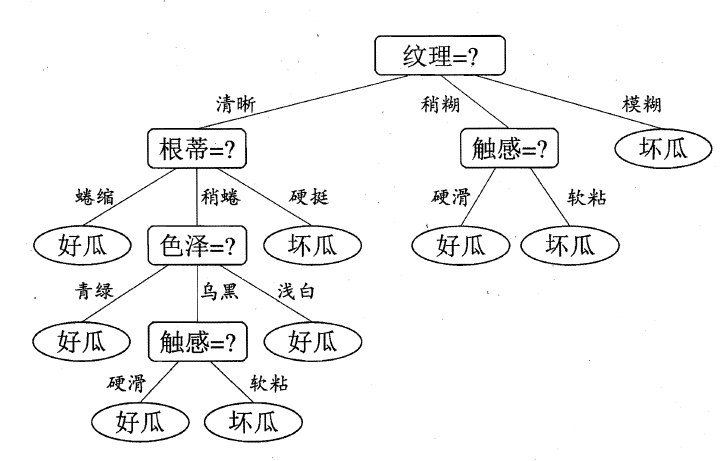 纹理=?
清晰 稍糊 模糊
根蒂=? 触感=? 坏瓜
蜷缩 稍蜷 硬挺 硬滑 软粘
好瓜 色泽=? 坏瓜 好瓜 坏瓜
青绿 乌黑 浅白
好瓜 触感=? 好瓜
硬滑 软粘
好瓜 坏瓜